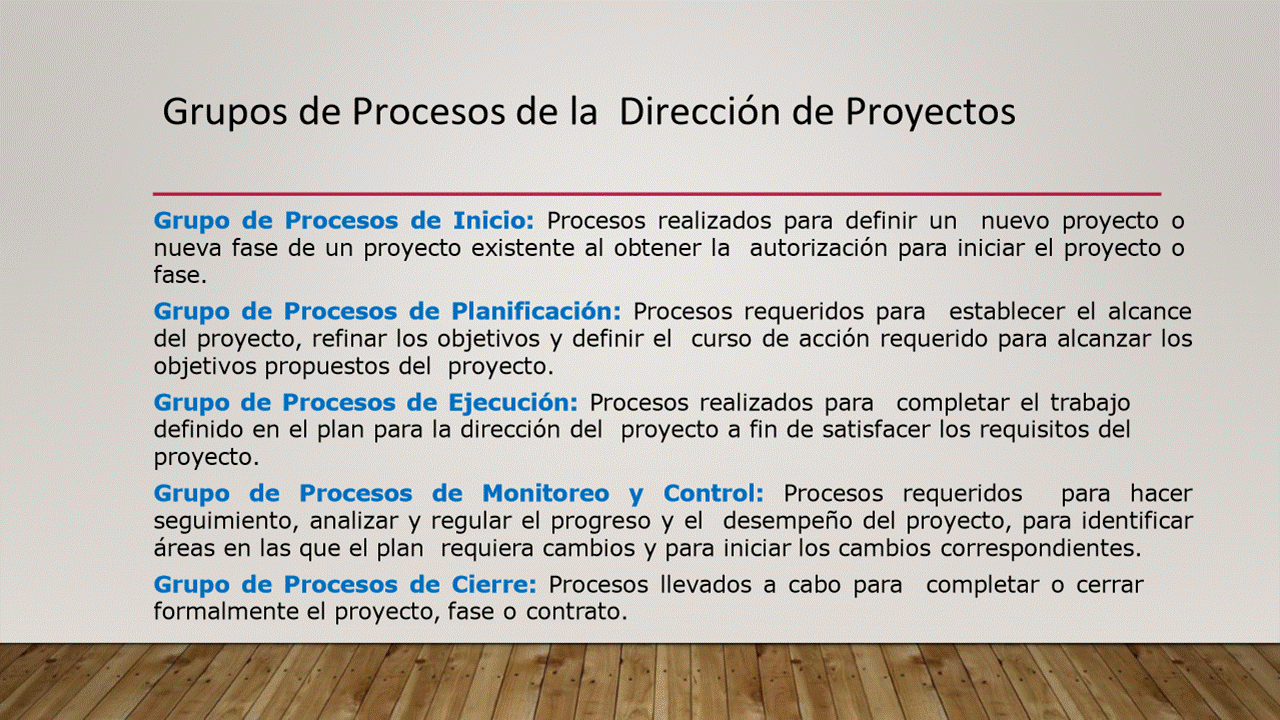 Grupos de Procesos de la Dirección de Proyectos
Grupo de Procesos de Inicio: Procesos realizados para definir un nuevo proyecto o
nueva fase de un proyecto existente al obtener la autorización para iniciar el proyecto o
fase.
Grupo de Procesos de Planificación: Procesos requeridos para establecer el alcance
del proyecto, refinar los objetivos y definir el curso de acción requerido para alcanzar los
objetivos propuestos del proyecto.
Grupo de Procesos de Ejecución: Procesos realizados para completar el trabajo
definido en el plan para la dirección del proyecto a fin de satisfacer los requisitos del
proyecto.
Grupo de Procesos de Monitoreo y Control: Procesos requeridos para hacer
seguimiento, analizar y regular el progreso y el desempeño del proyecto, para identificar
áreas en las que el plan requiera cambios y para iniciar los cambios correspondientes.
Grupo de Procesos de Cierre: Procesos llevados a cabo para completar o cerrar
formalmente el proyecto, fase o contrato.